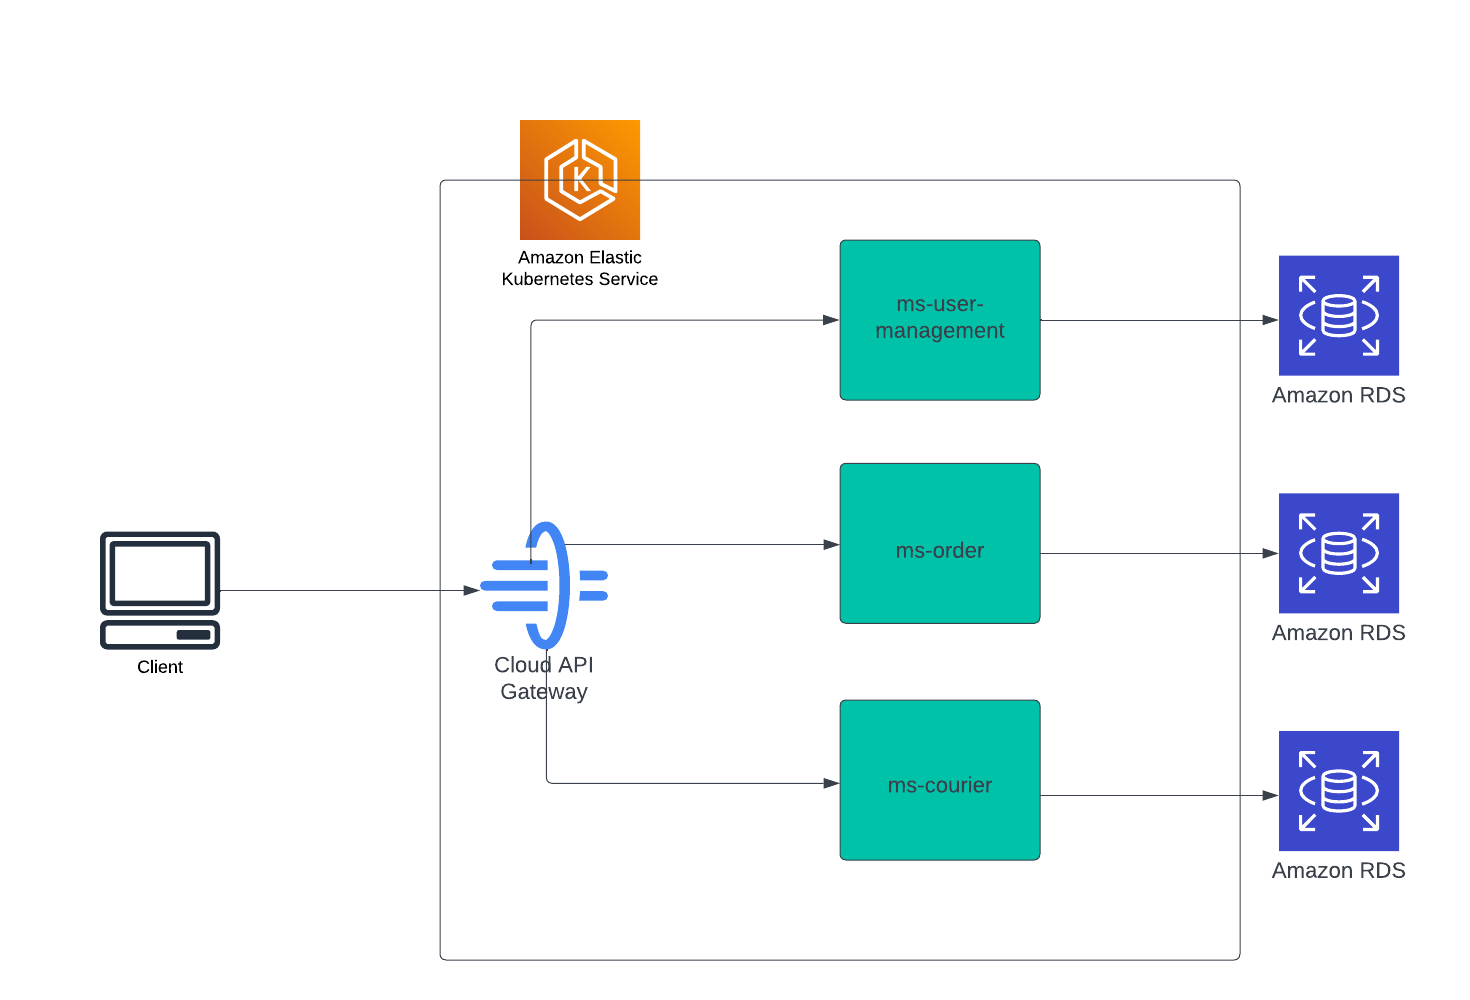 Amazon Elastic
Kubernetes Service
K
ms-user-
management
Amazon RDS
ms-order
Amazon RDS
Client
Cloud API
Gateway
ms-courier
Amazon RDS